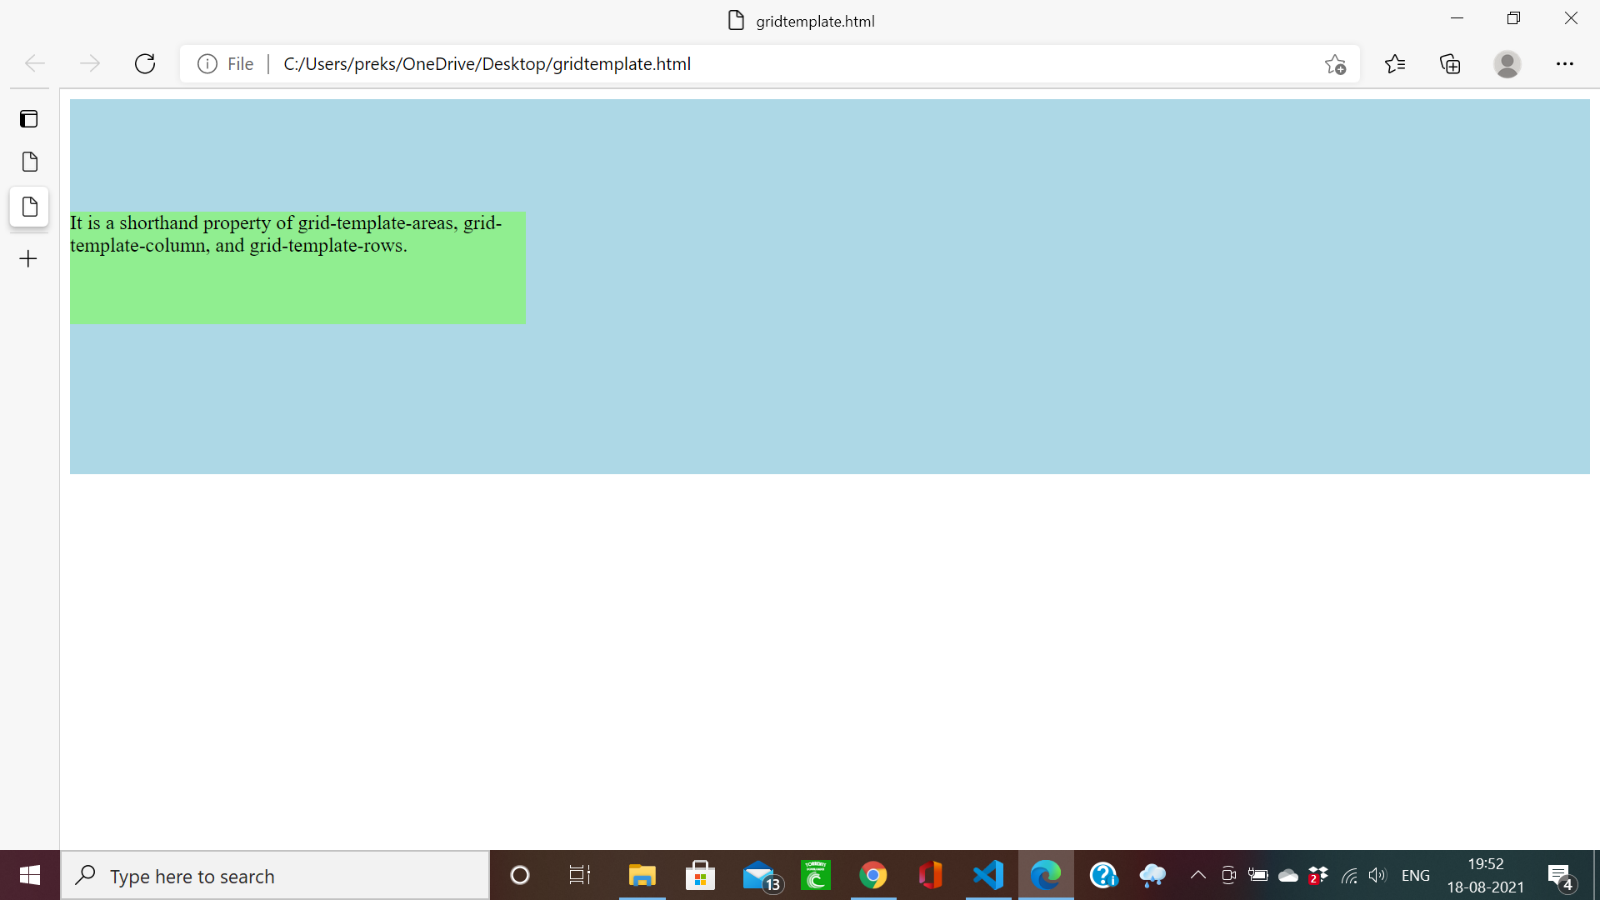 gridtemplate.html
File
C:/Users/preks/OneDrive/Desktop/gridtemplate.html
It is a shorthand property of grid-template-areas, grid-
template-column, and grid-template-rows.
Type here to search
13
2
ENG
19:52
18-08-2021
4